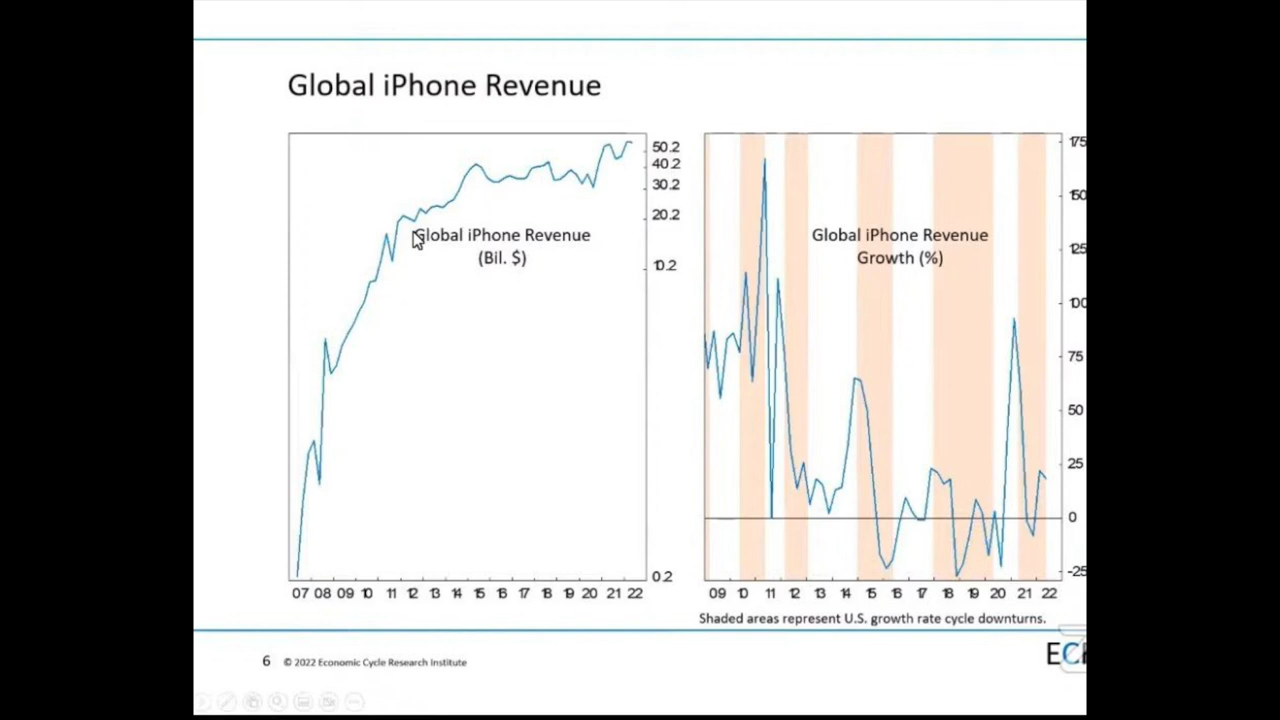 Global iPhone Revenue
50.2
40.2
30.2
20.2
10.2
0.2
Global iPhone Revenue
(Bil. $)
07 08 09 10 11 12 13 14 15 16 17 18 19 20 21 22
175
150
125
100
75
50
25
0
-25
Global iPhone Revenue
Growth (%)
09 10 11 12 13 14 15 16 17 18 19 20 21 22
Shaded areas represent U.S. growth rate cycle downturns.
6 © 2022 Economic Cycle Research Institute